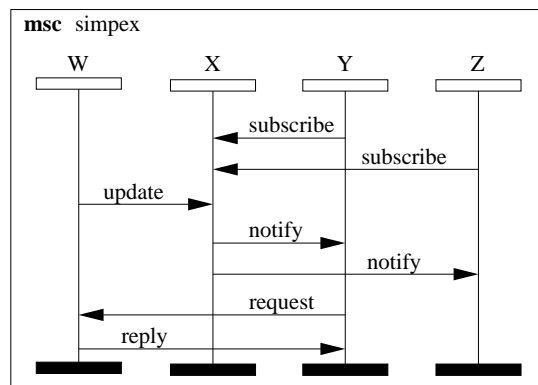 msc simpex
W X Y Z
subscribe
subscribe
update
notify
notify
request
reply